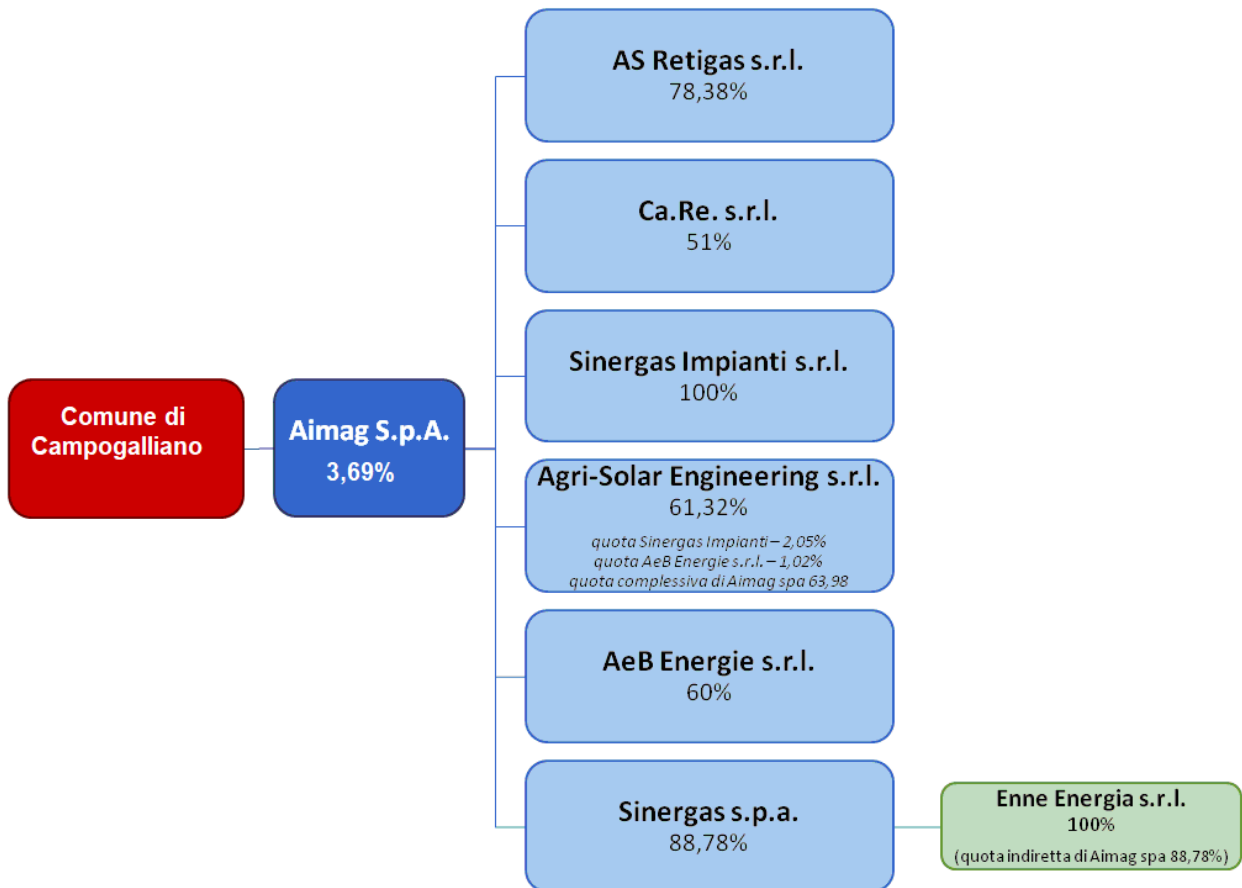 AS Retigas s.r.l.
78,38%
Ca.Re. s.r.l.
51%
Sinergas Impianti s.r.l.
100%
Comune di
Campogalliano
Aimag S.p.A.
3,69%
Agri-Solar Engineering s.r.l.
61,32%
quota Sinergas Impianti – 2,05%
quota AeB Energie s.r.l. – 1,02%
quota complessiva di Aimag spa 63,98
AeB Energie s.r.l.
60%
Sinergas s.p.a.
88,78%
Enne Energia s.r.l.
100%
(quota indiretta di Aimag spa 88,78%)